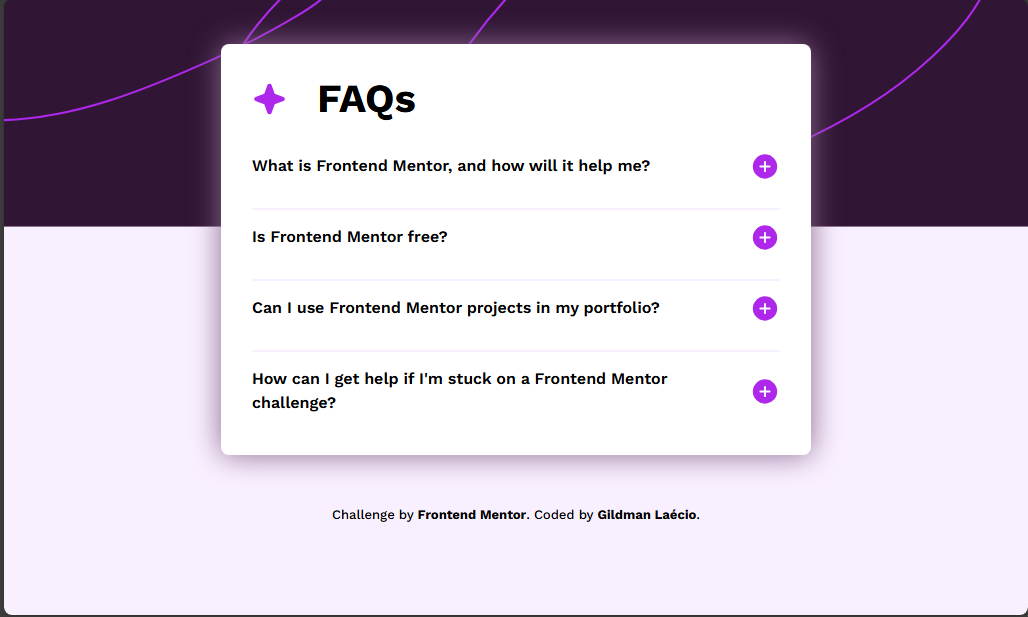 FAQs
What is Frontend Mentor, and how will it help me?
Is Frontend Mentor free?
Can I use Frontend Mentor projects in my portfolio?
How can I get help if I'm stuck on a Frontend Mentor
challenge?
Challenge by Frontend Mentor. Coded by Gildman Laécio.